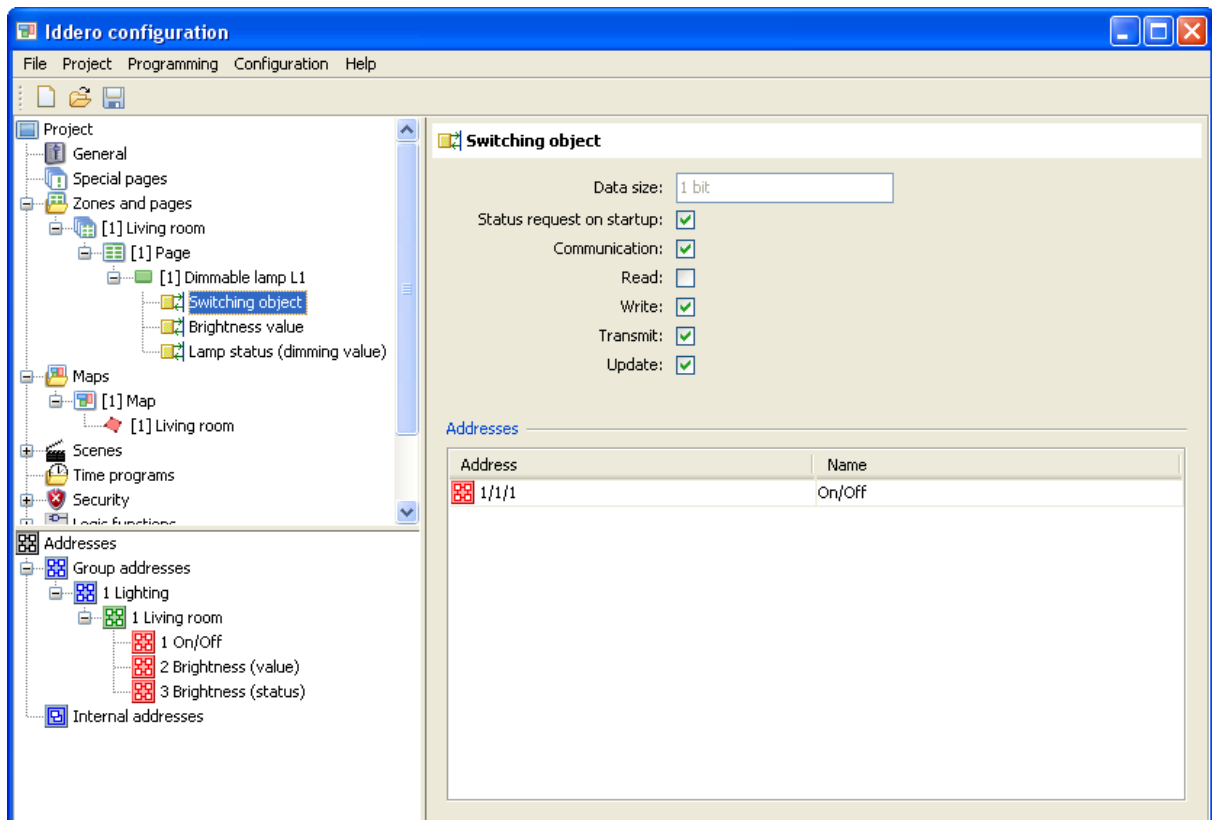 Iddero configuration
File Project Programming Configuration Help
Project
General
Special pages
Zones and pages
[1] Living room
[1] Page
[1] Dimmable lamp L1
Switching object
Brightness value
Lamp status (dimming value)
Maps
[1] Map
[1] Living room
Scenes
Time programs
Security
Logic functions
Addresses
Group addresses
1 Lighting
1 Living room
1 On/Off
2 Brightness (value)
3 Brightness (status)
Internal addresses
Switching object
Data size: 1 bit
Status request on startup:
Communication:
Read:
Write:
Transmit:
Update:
Addresses
Address Name
1/1/1 On/Off